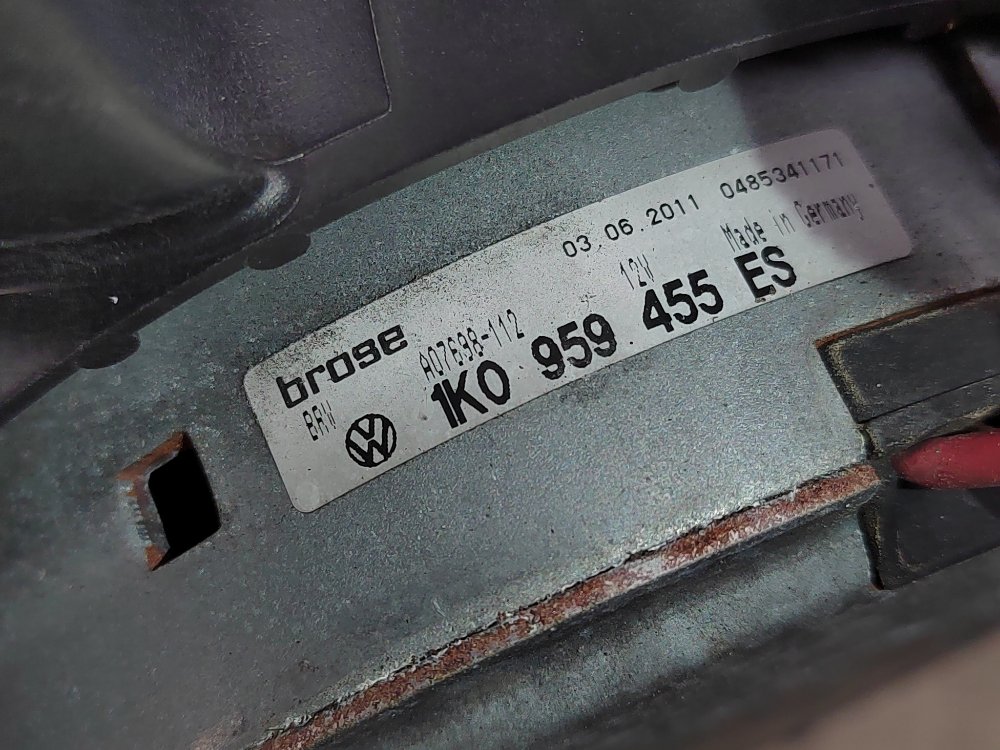 03.06.2011 0485341171
brose 12V Made in Germany
BRW A07698-112
1K0 959 455 ES